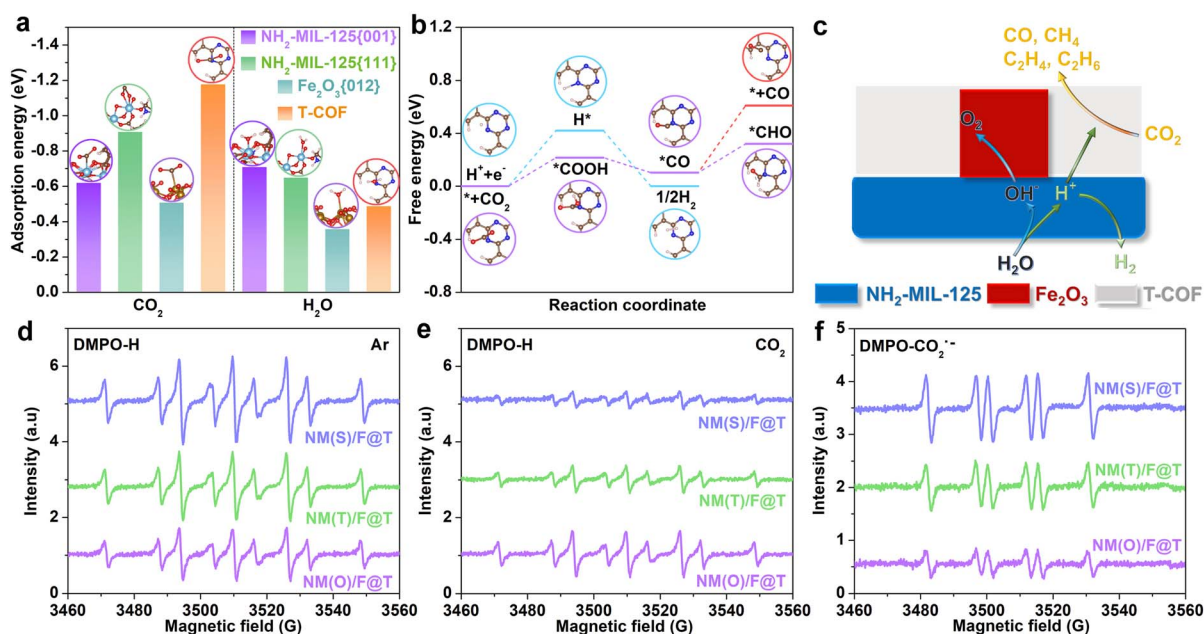 a
-1.4
-1.2
-1.0
-0.8
-0.6
-0.4
-0.2
0.0
Adsorption energy (eV)
NH₂-MIL-125{001}
NH₂-MIL-125{111}
Fe₂O₃{012}
T-COF
CO₂
H₂O
b
1.2
0.8
0.4
0.0
-0.4
-0.8
Free energy (eV)
H⁺+e⁻
*+CO₂
H*
*COOH
*CO
1/2H₂
*+CO
*CHO
Reaction coordinate
c
CO, CH₄
C₂H₄, C₂H₆
O₂
CO₂
OH⁻
H⁺
H₂O
H₂
NH₂-MIL-125
Fe₂O₃
T-COF
d
DMPO-H
Ar
6
4
2
0
Intensity (a.u)
NM(S)/F@T
NM(T)/F@T
NM(O)/F@T
3460
3480
3500
3520
3540
3560
Magnetic field (G)
e
DMPO-H
CO₂
6
4
2
0
Intensity (a.u)
NM(S)/F@T
NM(T)/F@T
NM(O)/F@T
3460
3480
3500
3520
3540
3560
Magnetic field (G)
f
DMPO-CO₂˙⁻
5
4
3
2
1
0
Intensity (a.u)
NM(S)/F@T
NM(T)/F@T
NM(O)/F@T
3460
3480
3500
3520
3540
3560
Magnetic field (G)